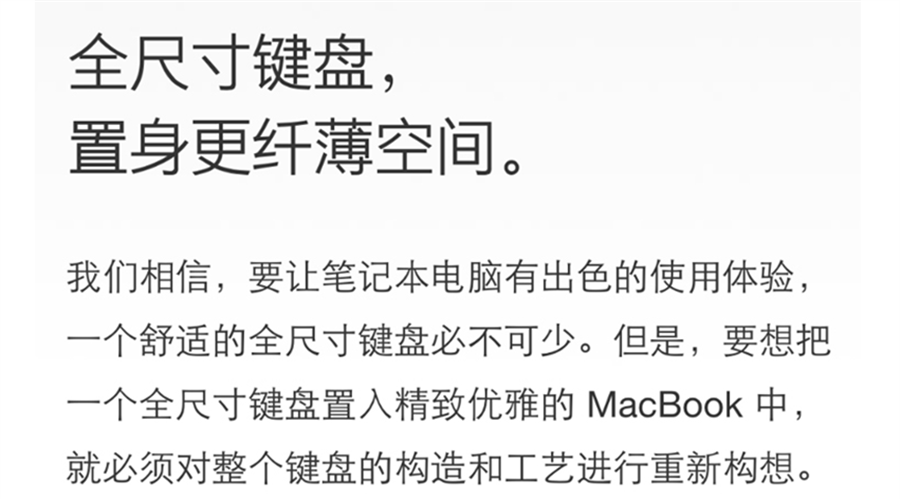 全尺寸键盘，
置身更纤薄空间。
我们相信，要让笔记本电脑有出色的使用体验，
一个舒适的全尺寸键盘必不可少。但是，要想把
一个全尺寸键盘置入精致优雅的 MacBook 中，
就必须对整个键盘的构造和工艺进行重新构想。